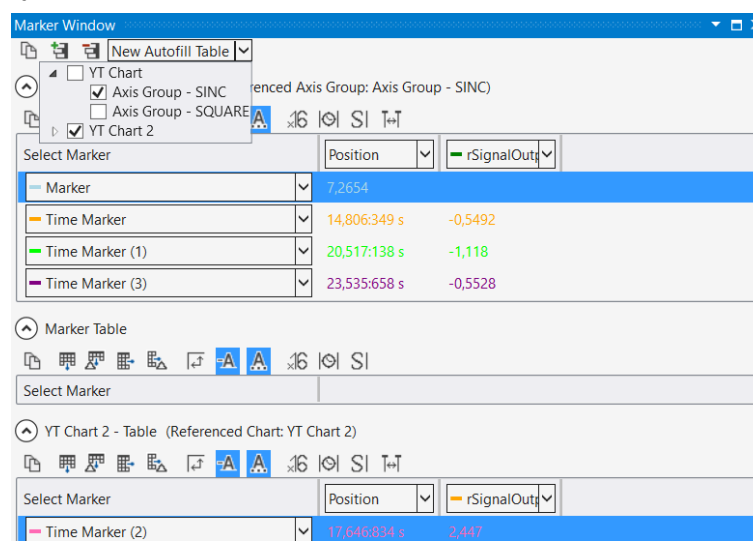 Marker Window
New Autofill Table
YT Chart
Axis Group - SINC
renced Axis Group: Axis Group - SINC)
Axis Group - SQUARE
YT Chart 2
Select Marker Position rSignalOut
Marker 7,2654
Time Marker 14,806:349 s -0,5492
Time Marker (1) 20,517:138 s -1,118
Time Marker (3) 23,535:658 s -0,5528
Marker Table
Select Marker
YT Chart 2 - Table (Referenced Chart: YT Chart 2)
Select Marker Position rSignalOut
Time Marker (2) 17,646:834 s 2,447